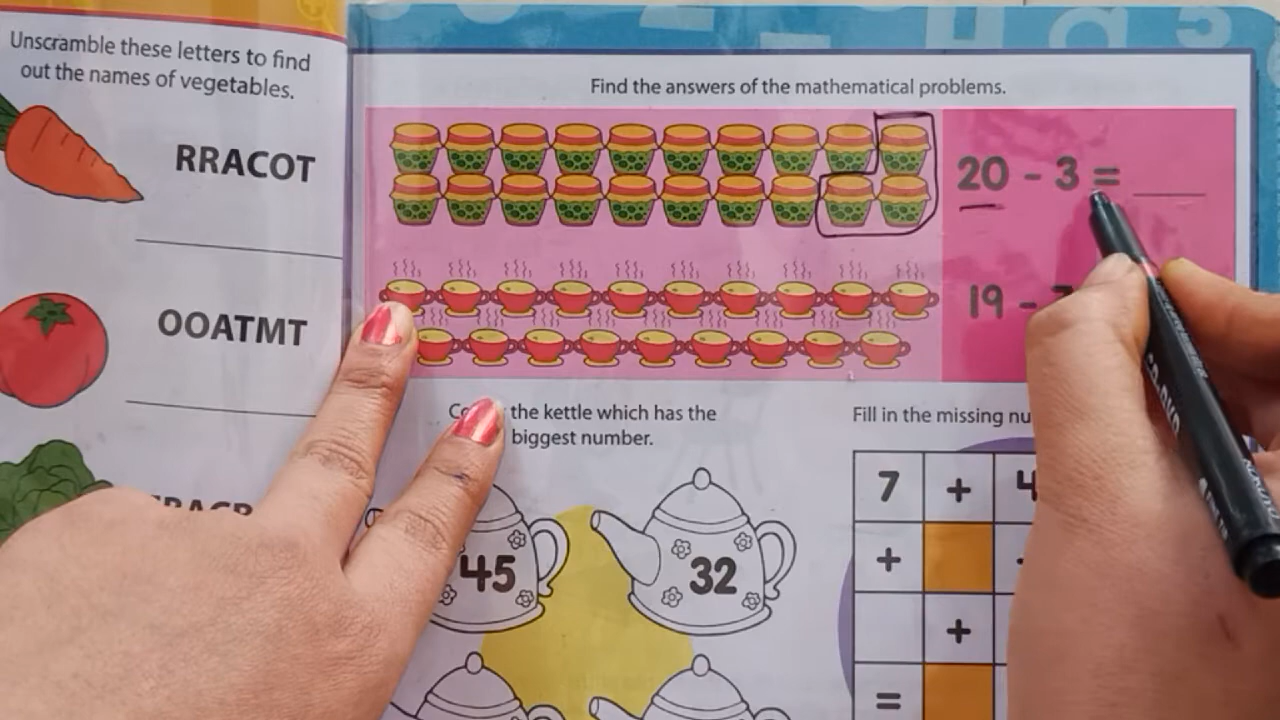 Unscramble these letters to find
out the names of vegetables.
RRACOT
OOATMT
Find the answers of the mathematical problems.
20 - 3 =
19 -
the kettle which has the
biggest number.
45
32
Fill in the missing
7 + 4
+
+
=